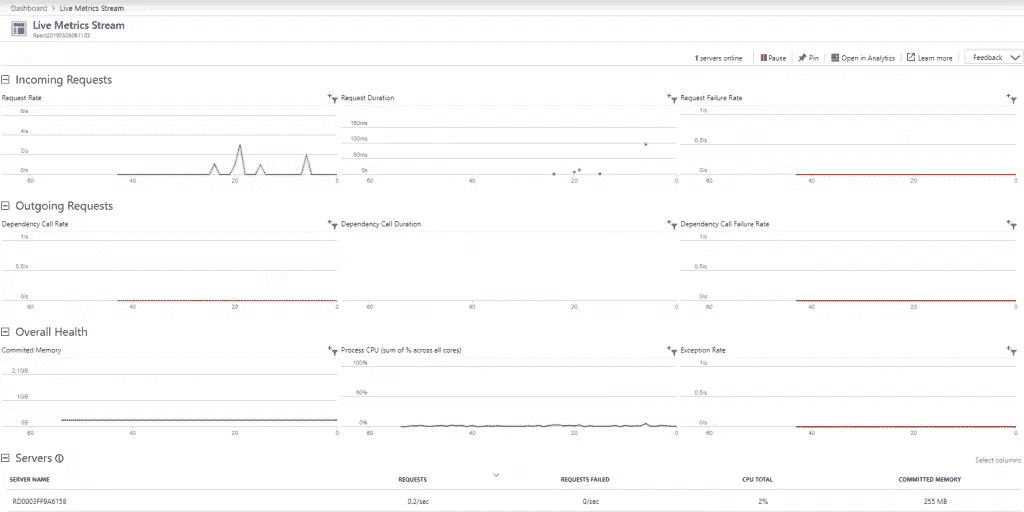 Dashboard > Live Metrics Stream
Live Metrics Stream
React20190506081103
1 servers online Pause Pin Open in Analytics Learn more Feedback
Incoming Requests
Request Rate Request Duration Request Failure Rate
6/s 150ms 1/s
4/s 100ms 0.5/s
2/s 50ms
0/s 0s 0/s
60 40 20 0 60 40 20 0 60 40 20 0
Outgoing Requests
Dependency Call Rate Dependency Call Duration Dependency Call Failure Rate
1/s 1/s
0.5/s 0.5/s
0/s 0/s
60 40 20 0 60 40 20 0 60 40 20 0
Overall Health
Commited Memory Process CPU (sum of % across all cores) Exception Rate
2.1GB 100% 1/s
1GB 50% 0.5/s
0B 0% 0/s
60 40 20 0 60 40 20 0 60 40 20 0
Servers
Select columns
SERVER NAME REQUESTS REQUESTS FAILED CPU TOTAL COMMITTED MEMORY
RD0003FF9A6158 0.2/sec 0/sec 2% 255 MB